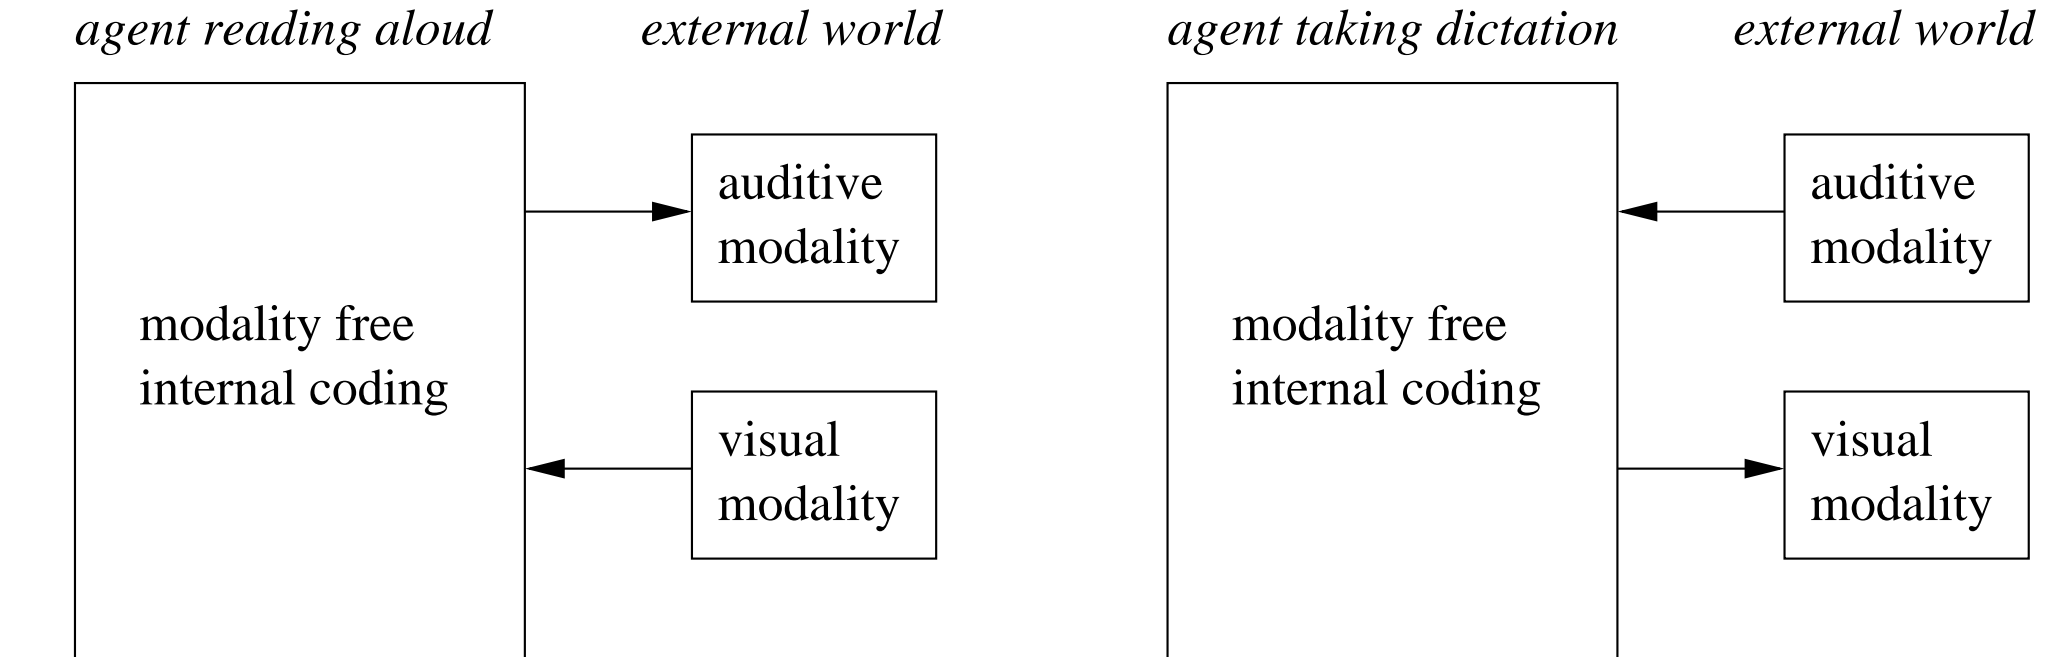 agent reading aloud
external world
auditive
modality
modality free
internal coding
visual
modality
agent taking dictation
external world
auditive
modality
modality free
internal coding
visual
modality